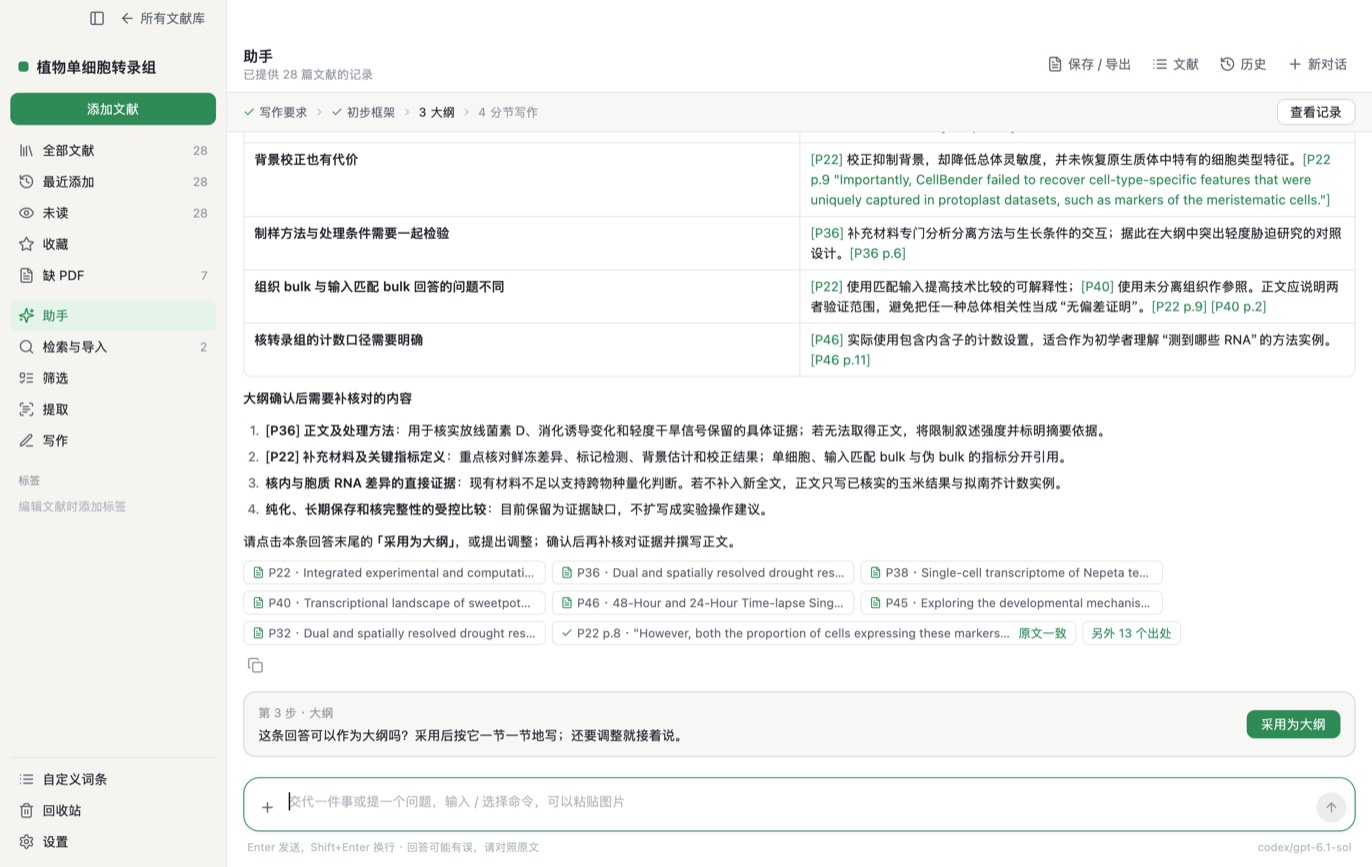 所有文献库
植物单细胞转录组
添加文献
全部文献 28
最近添加 28
未读 28
收藏
缺 PDF 7
助手
检索与导入 2
筛选
提取
写作
标签
编辑文献时添加标签
自定义词条
回收站
设置
助手
已提供 28 篇文献的记录
保存 / 导出 文献 历史 新对话
写作要求 初步框架 3 大纲 4 分节写作
查看记录
背景校正也有代价
[P22] 校正抑制背景，却降低总体灵敏度，并未恢复原生质体中特有的细胞类型特征。[P22
p.9 "Importantly, CellBender failed to recover cell-type-specific features that were
uniquely captured in protoplast datasets, such as markers of the meristematic cells."]
制样方法与处理条件需要一起检验
[P36] 补充材料专门分析分离方法与生长条件的交互；据此在大纲中突出轻度胁迫研究的对照
设计。[P36 p.6]
组织 bulk 与输入匹配 bulk 回答的问题不同
[P22] 使用匹配输入提高技术比较的可解释性；[P40] 使用未分离组织作参照。正文应说明两
者验证范围，避免把任一种总体相关性当成“无偏差证明”。[P22 p.9] [P40 p.2]
核转录组的计数口径需要明确
[P46] 实际使用包含内含子的计数设置，适合作为初学者理解“测到哪些 RNA”的方法实例。
[P46 p.11]
大纲确认后需要补核对的内容
1. [P36] 正文及处理方法：用于核实放线菌素 D、消化诱导变化和轻度干旱信号保留的具体证据；若无法取得正文，将限制叙述强度并标明摘要依据。
2. [P22] 补充材料及关键指标定义：重点核对鲜冻差异、标记检测、背景估计和校正结果；单细胞、输入匹配 bulk 与伪 bulk 的指标分开引用。
3. 核内与胞质 RNA 差异的直接证据：现有材料不足以支持跨物种量化判断。若不补入新全文，正文只写已核实的玉米结果与拟南芥计数实例。
4. 纯化、长期保存和核完整性的受控比较：目前保留为证据缺口，不扩写成实验操作建议。
请点击本条回答末尾的「采用为大纲」，或提出调整；确认后再补核对证据并撰写正文。
P22 · Integrated experimental and computati... P36 · Dual and spatially resolved drought res... P38 · Single-cell transcriptome of Nepeta te...
P40 · Transcriptional landscape of sweetpot... P46 · 48-Hour and 24-Hour Time-lapse Sing... P45 · Exploring the developmental mechanis...
P32 · Dual and spatially resolved drought res... P22 p.8 · "However, both the proportion of cells expressing these markers... 原文一致 另外 13 个出处
第 3 步 · 大纲
这条回答可以作为大纲吗？采用后按它一节一节地写；还要调整就接着说。
采用为大纲
交代一件事或提一个问题，输入 / 选择命令，可以粘贴图片
Enter 发送，Shift+Enter 换行 · 回答可能有误，请对照原文
codex/gpt-6.1-sol